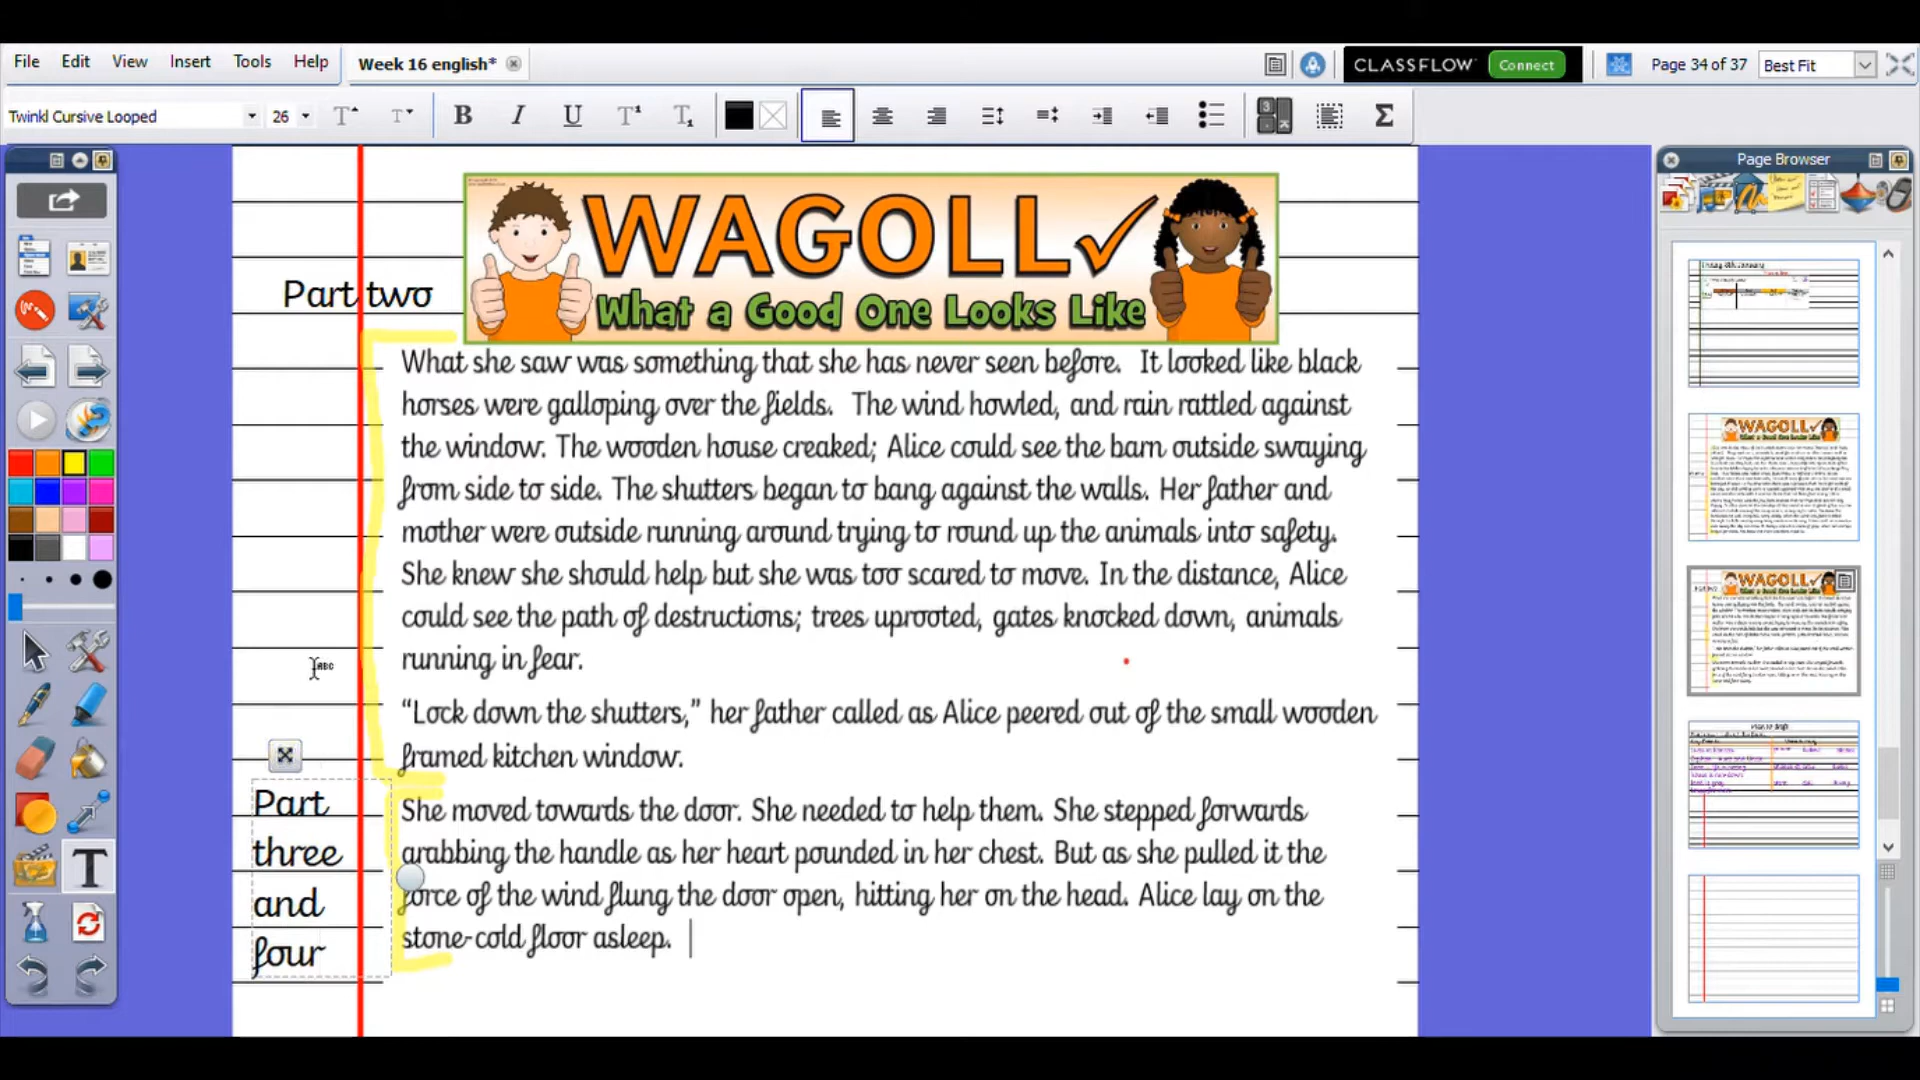 File Edit View Insert Tools Help
Week 16 english*
CLASSFLOW Connect
Page 34 of 37
Best Fit
Twinkl Cursive Looped
26
Page Browser
WAGOLL
What a Good One Looks Like
Part two
What she saw was something that she has never seen before. It looked like black
horses were galloping over the fields. The wind howled, and rain rattled against
the window. The wooden house creaked; Alice could see the barn outside swaying
from side to side. The shutters began to bang against the walls. Her father and
mother were outside running around trying to round up the animals into safety.
She knew she should help but she was too scared to move. In the distance, Alice
could see the path of destructions; trees uprooted, gates knocked down, animals
running in fear.
“Lock down the shutters,” her father called as Alice peered out of the small wooden
framed kitchen window.
Part
three
and
four
She moved towards the door. She needed to help them. She stepped forwards
grabbing the handle as her heart pounded in her chest. But as she pulled it the
force of the wind flung the door open, hitting her on the head. Alice lay on the
stone-cold floor asleep.